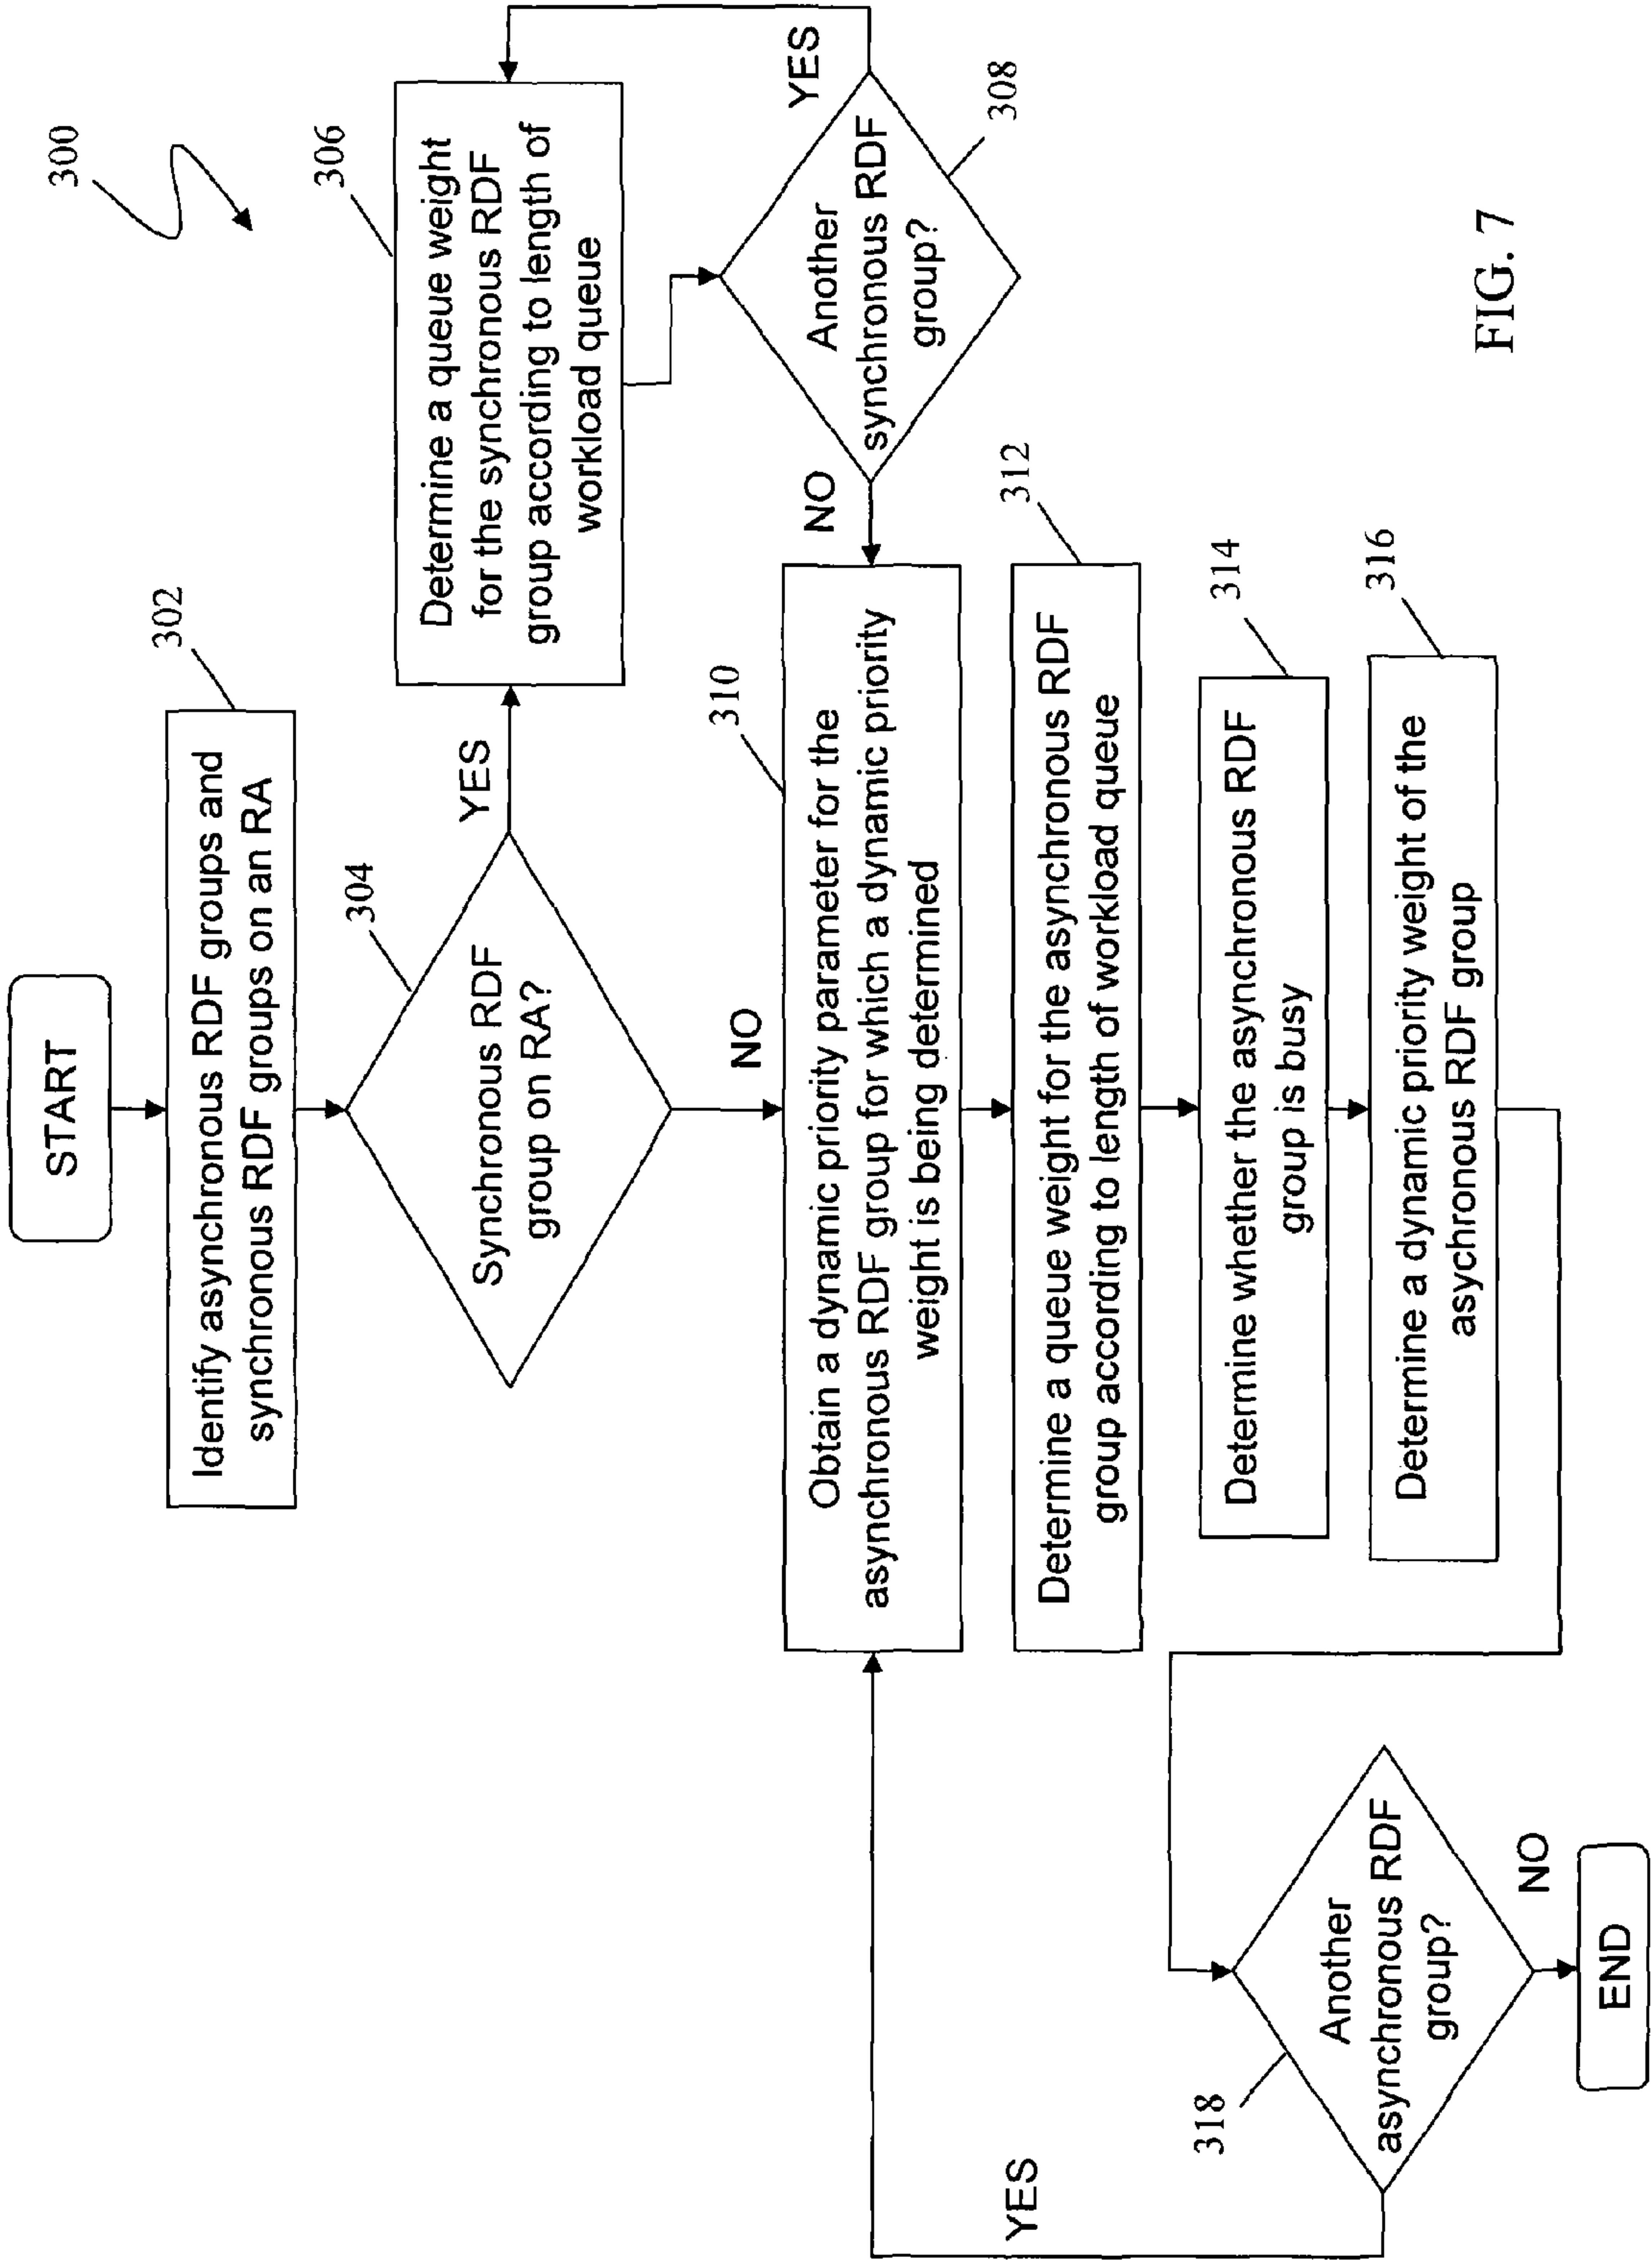 300
START
302
Identify asynchronous RDF groups and
synchronous RDF groups on an RA
304
Synchronous RDF
group on RA?
YES
306
Determine a queue weight
for the synchronous RDF
group according to length of
workload queue
YES
Another
synchronous RDF
group?
308
NO
NO
310
Obtain a dynamic priority parameter for the
asynchronous RDF group for which a dynamic priority
weight is being determined
312
Determine a queue weight for the asynchronous RDF
group according to length of workload queue
314
Determine whether the asynchronous RDF
group is busy
316
Determine a dynamic priority weight of the
asychronous RDF group
YES
318
Another
asynchronous RDF
group?
NO
END
FIG. 7